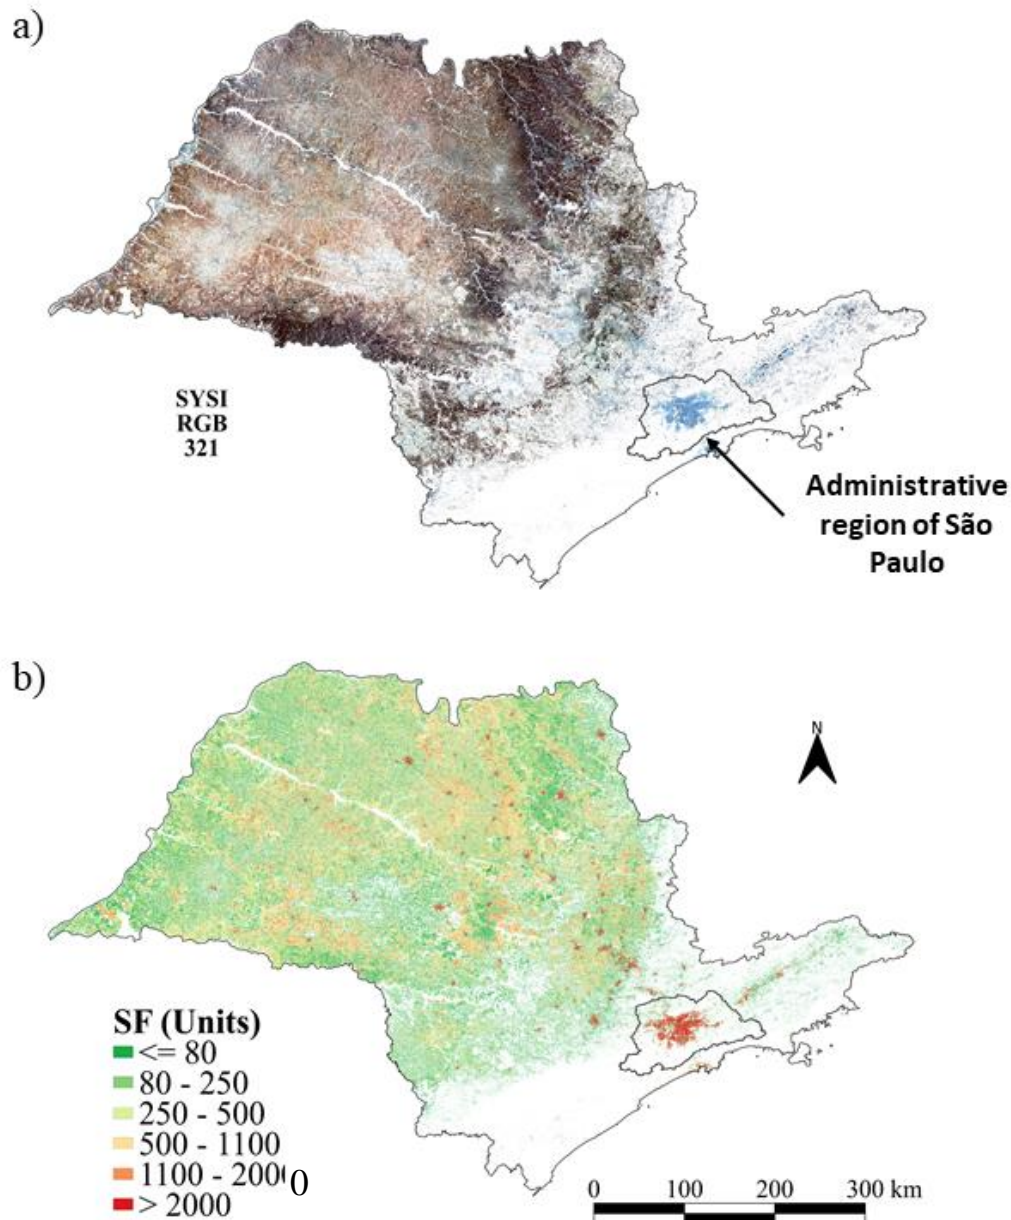 a)
SYSI
RGB
321
Administrative
region of São
Paulo
b)
N
SF (Units)
<= 80
80 - 250
250 - 500
500 - 1100
1100 - 2000
> 2000
0 100 200 300 km